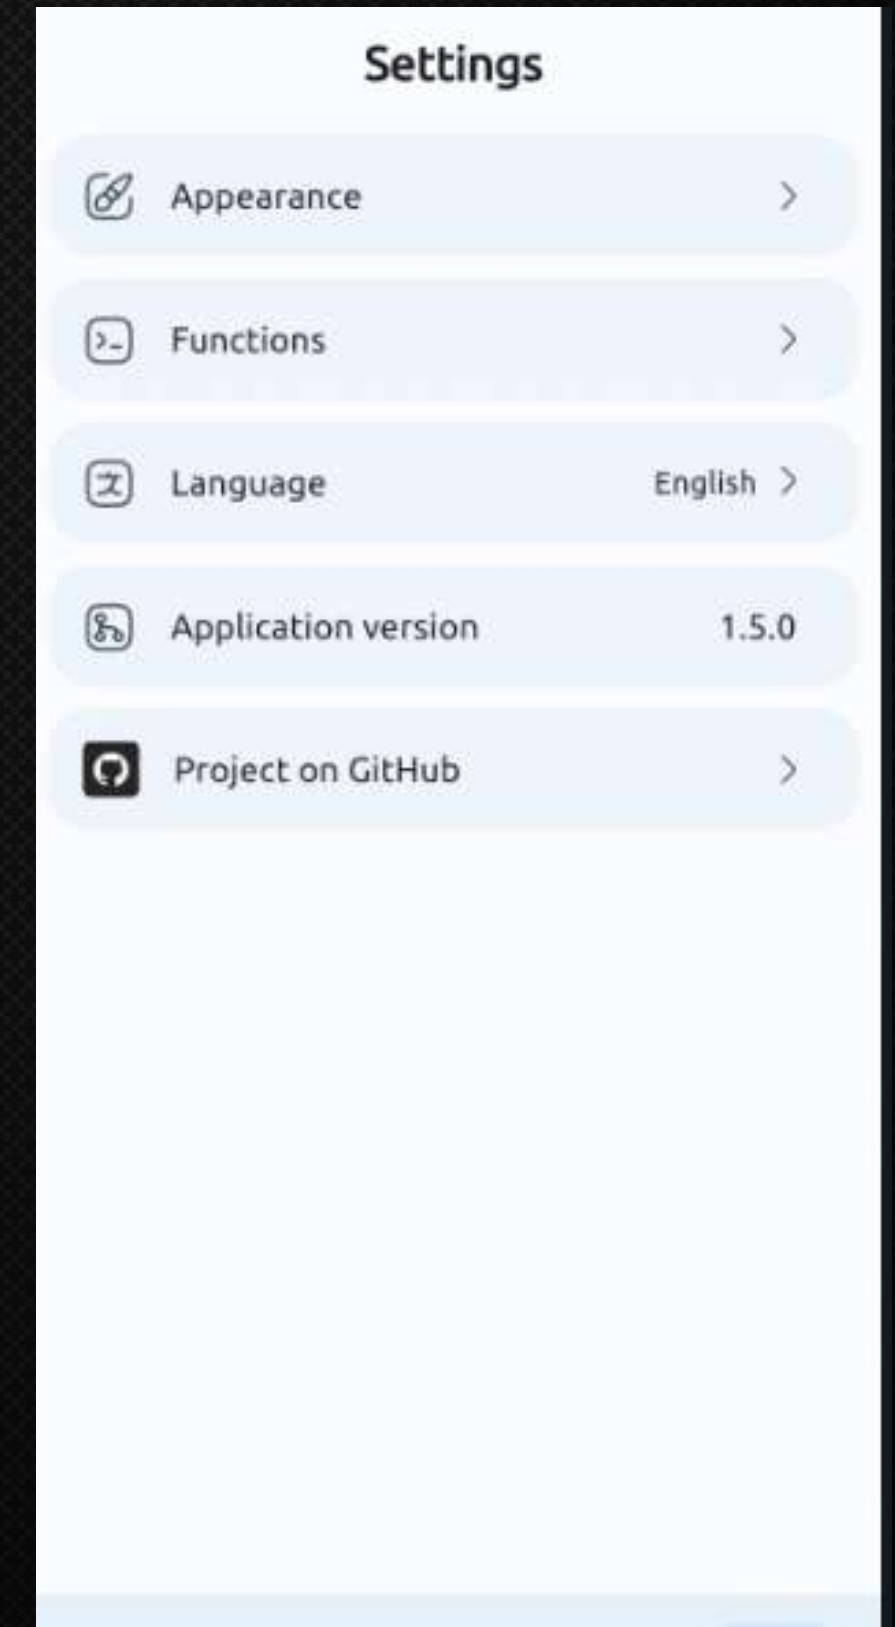 Settings
Appearance
Functions
Language English
Application version 1.5.0
Project on GitHub